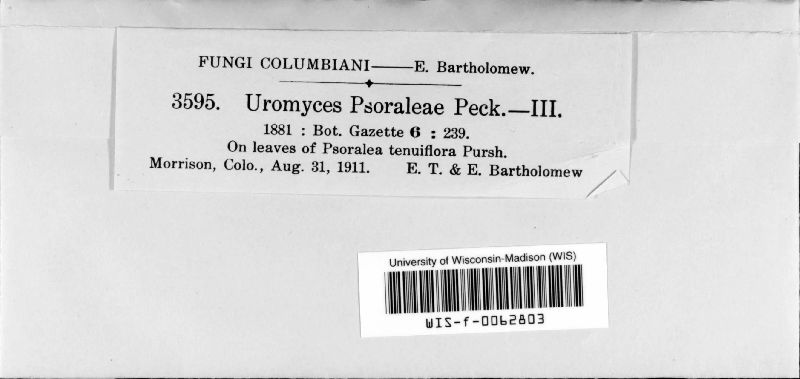 FUNGI COLUMBIANI——E. Bartholomew.
3595. Uromyces Psoraleae Peck.—III.
1881 : Bot. Gazette 6 : 239.
On leaves of Psoralea tenuiflora Pursh.
Morrison, Colo., Aug. 31, 1911. E. T. & E. Bartholomew
University of Wisconsin-Madison (WIS)
WIS-f-0062803